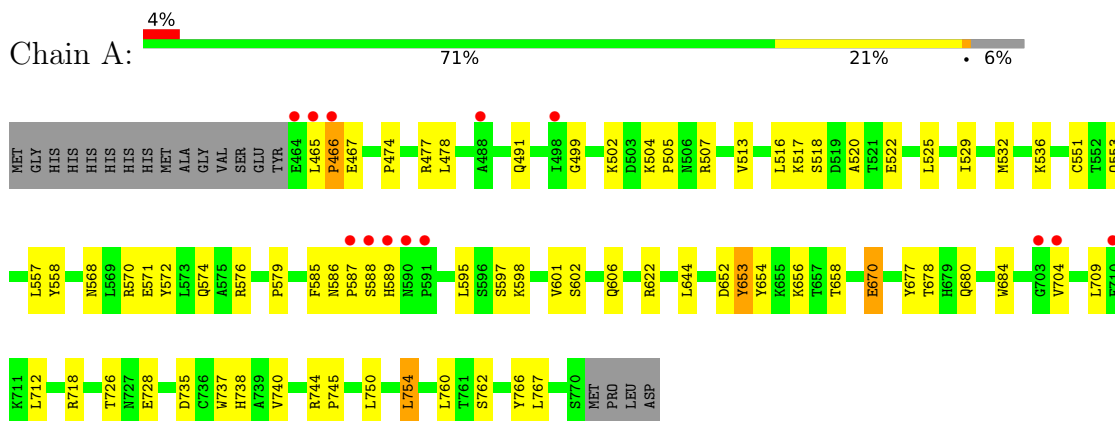 4%
Chain A:
71% 21% • 6%
MET GLY HIS HIS HIS HIS HIS HIS MET ALA GLY VAL SER GLU TYR E464 L465 P466 E467 P474 R477 L478 A488 Q491 I498 G499 K502 D503 K504 P505 N506 R507 V513 L516 K517 S518 D519 A520 T521 E522 L525 I529 M532 K536 C551 T552
L557 Y558 N568 L569 R570 E571 Y572 L573 Q574 A575 R576 P579 F585 N586 P587 S588 H589 N590 P591 L595 S596 S597 K598 V601 S602 Q606 R622 L644 D652 Y653 Y654 K655 K656 T657 T658 E670 Y677 T678 H679 Q680 W684 G703 V704 L709
K711 L712 R718 T726 N727 E728 D735 C736 W737 H738 A739 V740 R744 P745 L750 L754 L760 T761 S762 Y766 L767 S770 MET PRO LEU ASP